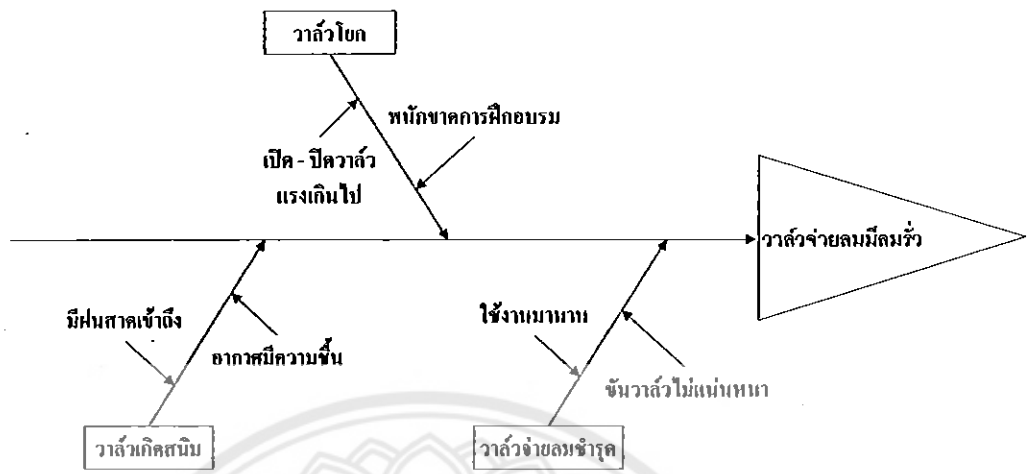 วาล์วโยก
พนักขาดการฝึกอบรม
เปิด - ปิดวาล์ว
แรงเกินไป
วาล์วจ่ายลมมีลมรั่ว
มีฝนสาดเข้าถึง
อากาศมีความชื้น
ใช้งานมานาน
ขันวาล์วไม่แน่นหนา
วาล์วเกิดสนิม
วาล์วจ่ายลมชำรุด